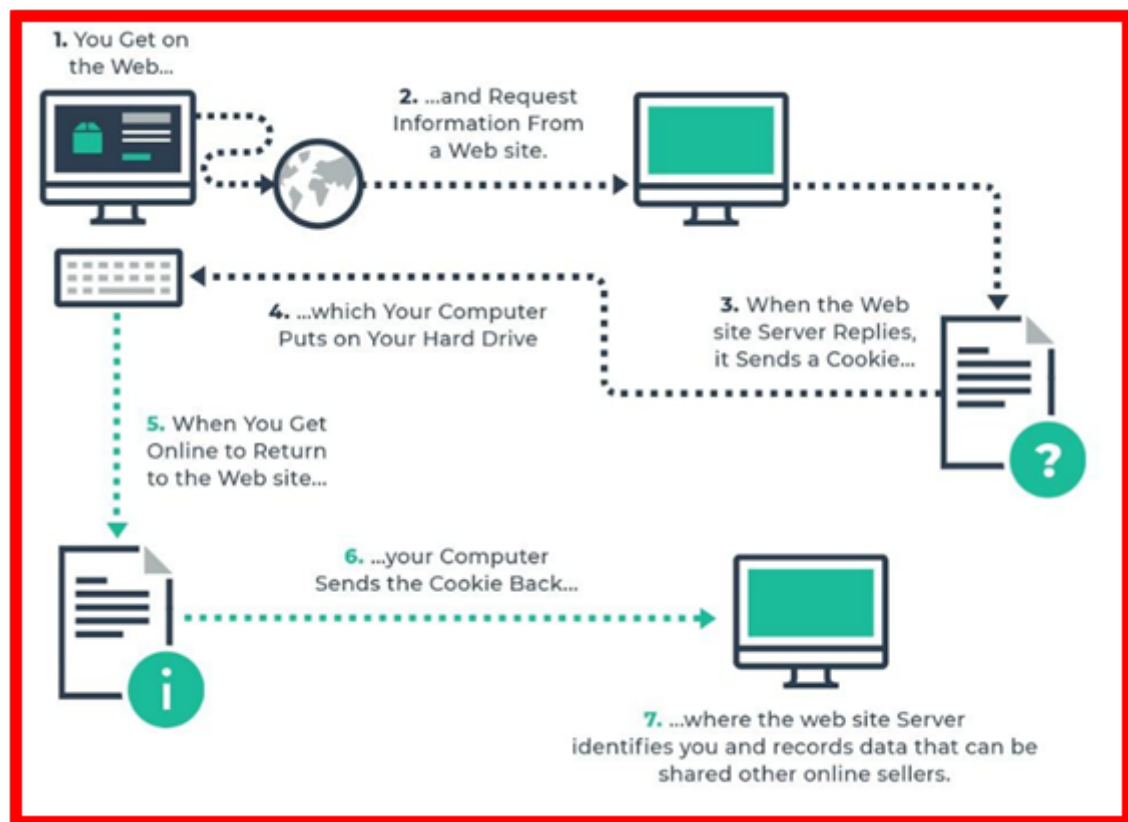 1. You Get on
the Web...
2. ...and Request
Information From
a Web site.
3. When the Web
site Server Replies,
it Sends a Cookie...
4. ...which Your Computer
Puts on Your Hard Drive
5. When You Get
Online to Return
to the Web site...
6. ...your Computer
Sends the Cookie Back...
7. ...where the web site Server
identifies you and records data that can be
shared other online sellers.
?
i